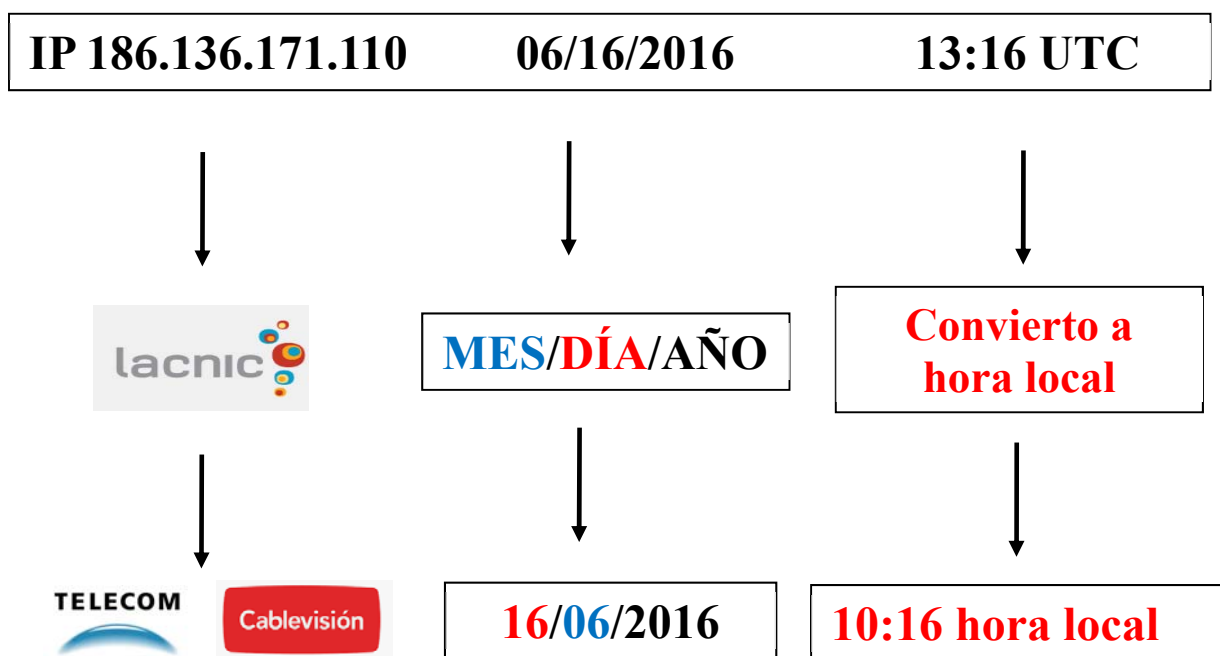 IP 186.136.171.110 06/16/2016 13:16 UTC
lacnic
MES/DÍA/AÑO
Convierto a
hora local
TELECOM
Cablevisión
16/06/2016
10:16 hora local